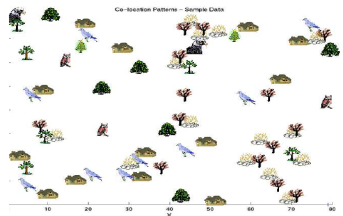 Co-location Patterns – Sample Data
10 20 30 40 50 60 70 80
X